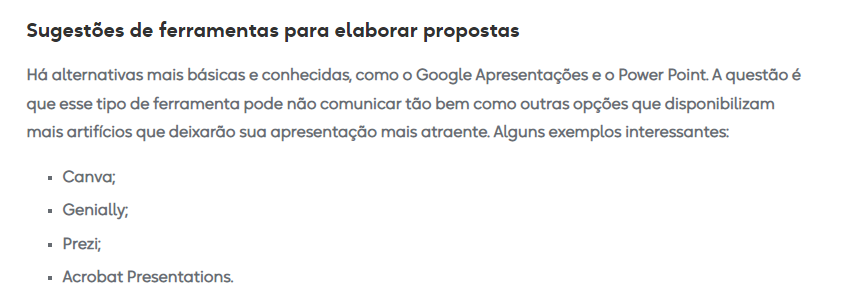 Sugestões de ferramentas para elaborar propostas
Há alternativas mais básicas e conhecidas, como o Google Apresentações e o Power Point. A questão é
que esse tipo de ferramenta pode não comunicar tão bem como outras opções que disponibilizam
mais artifícios que deixarão sua apresentação mais atraente. Alguns exemplos interessantes:
▪ Canva;
▪ Genially;
▪ Prezi;
▪ Acrobat Presentations.